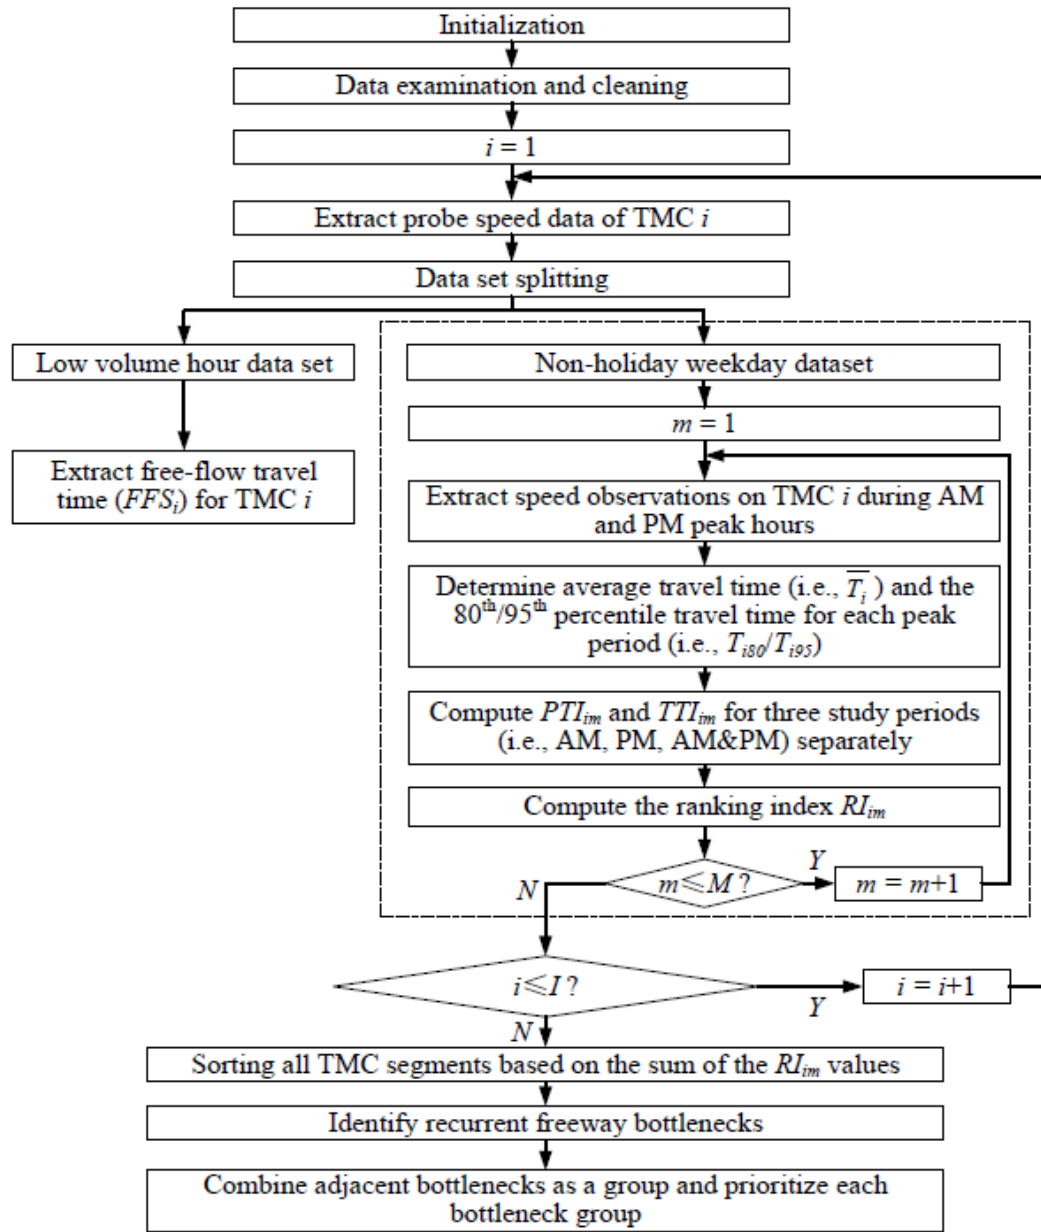 Initialization
Data examination and cleaning
i = 1
Extract probe speed data of TMC i
Data set splitting
Low volume hour data set
Extract free-flow travel
time (FFSᵢ) for TMC i
Non-holiday weekday dataset
m = 1
Extract speed observations on TMC i during AM
and PM peak hours
Determine average travel time (i.e., T̅ᵢ ) and the
80th/95th percentile travel time for each peak
period (i.e., Ti80/Ti95)
Compute PTIim and TTIim for three study periods
(i.e., AM, PM, AM&PM) separately
Compute the ranking index RIim
m⩽M ?
Y
m = m+1
N
i⩽I ?
Y
i = i+1
N
Sorting all TMC segments based on the sum of the RIim values
Identify recurrent freeway bottlenecks
Combine adjacent bottlenecks as a group and prioritize each
bottleneck group